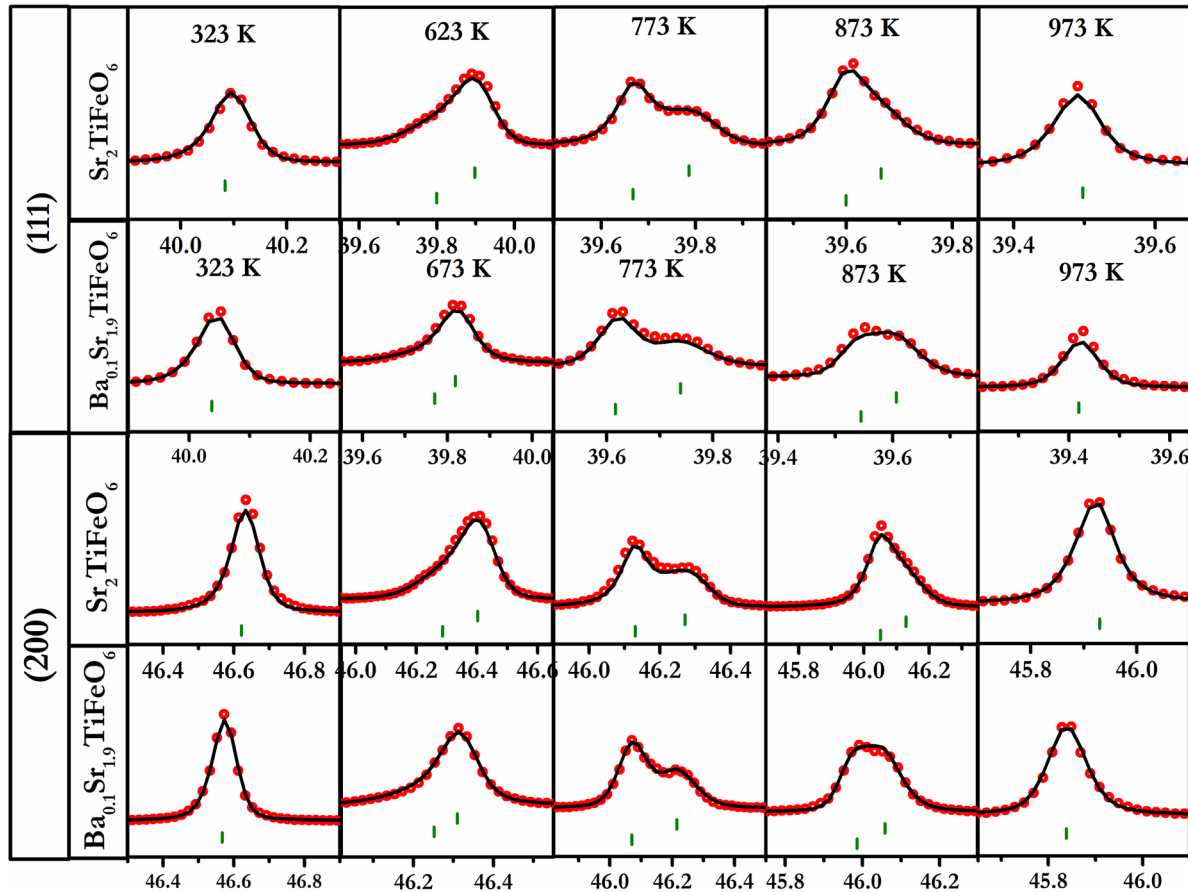 (111)
Sr2TiFeO6
323 K
623 K
773 K
873 K
973 K
40.0 40.2
39.6 39.8 40.0
39.6 39.8
39.6 39.8
39.4 39.6
Ba0.1Sr1.9TiFeO6
323 K
673 K
773 K
873 K
973 K
40.0 40.2
39.6 39.8 40.0
39.6 39.8
39.4 39.6
39.4 39.6
(200)
Sr2TiFeO6
46.4 46.6 46.8
46.0 46.2 46.4 46.6
46.0 46.2 46.4
45.8 46.0 46.2
45.8 46.0
Ba0.1Sr1.9TiFeO6
46.4 46.6 46.8
46.2 46.4
46.0 46.2 46.4
45.8 46.0 46.2
45.8 46.0